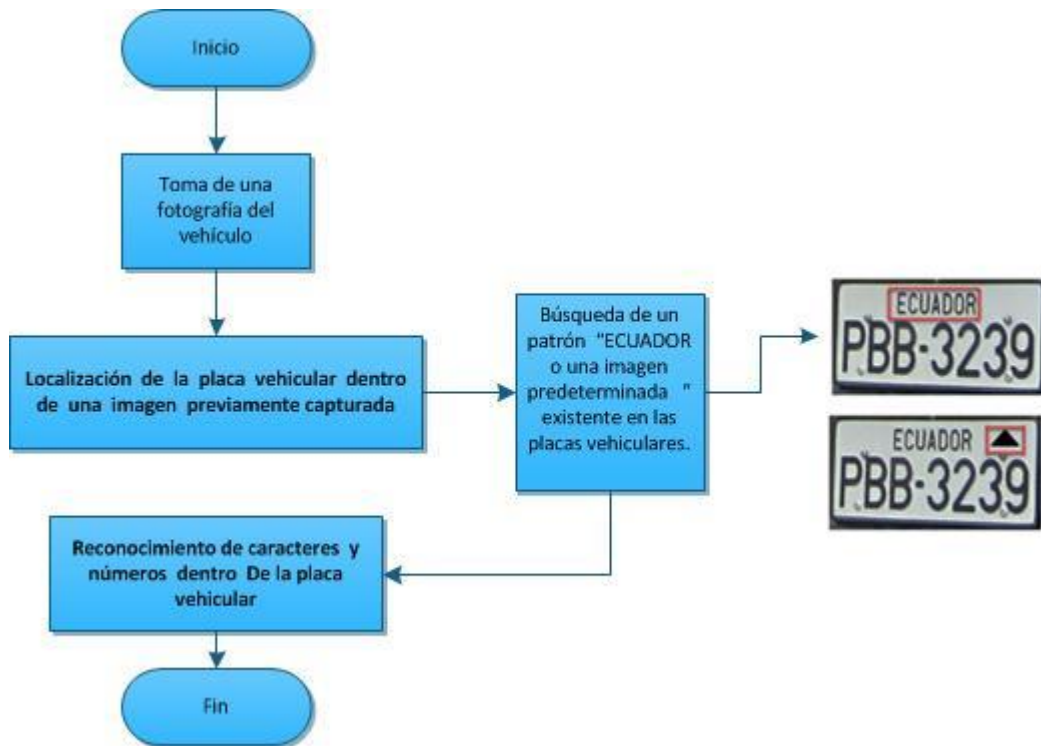 Inicio
Toma de una
fotografía del
vehículo
Localización de la placa vehicular dentro
de una imagen previamente capturada
Búsqueda de un
patrón "ECUADOR
o una imagen
predeterminada "
existente en las
placas vehiculares.
ECUADOR
PBB-3239
ECUADOR
PBB-3239
Reconocimiento de caracteres y
números dentro De la placa
vehicular
Fin